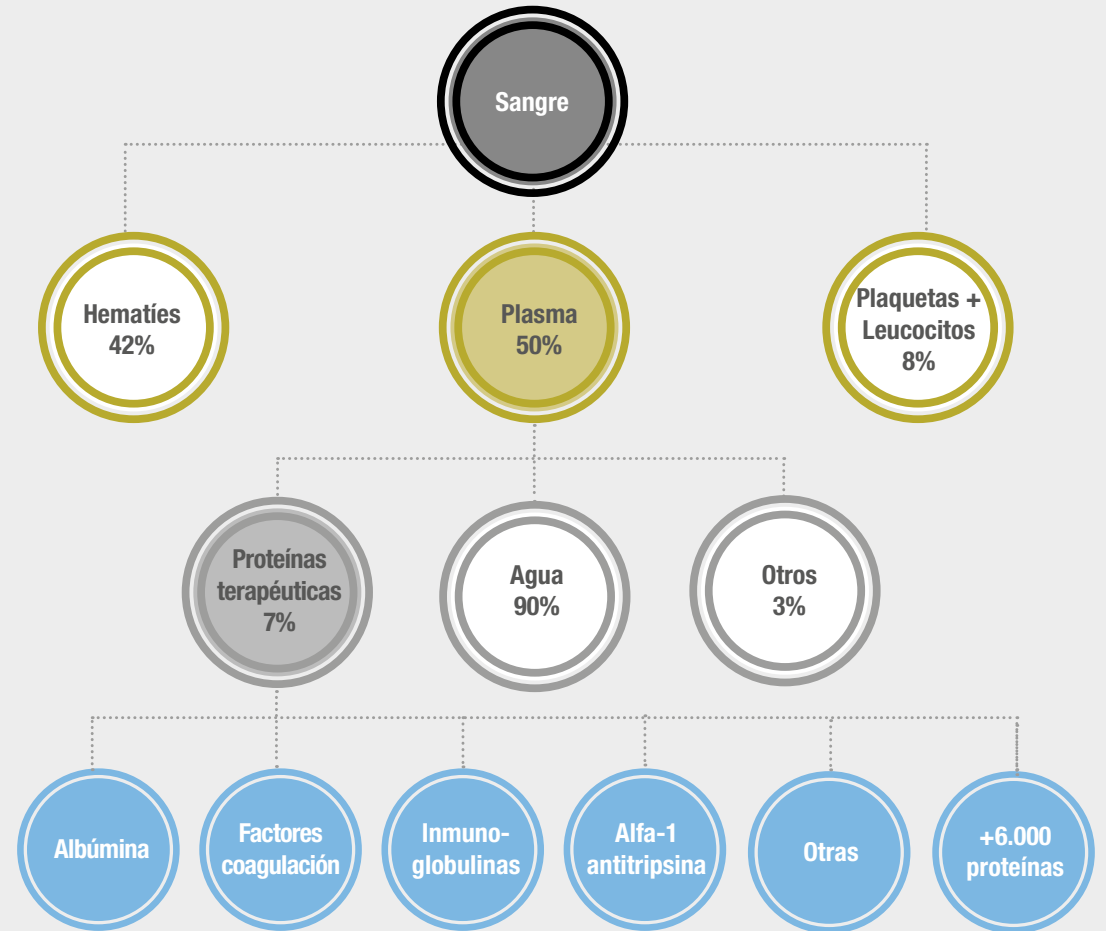 Sangre
Hematíes
42%
Plasma
50%
Plaquetas +
Leucocitos
8%
Proteínas
terapéuticas
7%
Agua
90%
Otros
3%
Albúmina
Factores
coagulación
Inmuno-
globulinas
Alfa-1
antitripsina
Otras
+6.000
proteínas